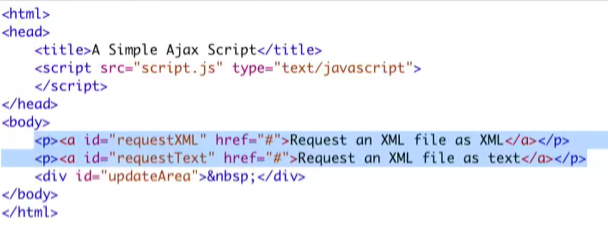 <html>
<head>
<title>A Simple Ajax Script</title>
<script src="script.js" type="text/javascript">
</script>
</head>
<body>
<p><a id="requestXML" href="#">Request an XML file as XML</a></p>
<p><a id="requestText" href="#">Request an XML file as text</a></p>
<div id="updateArea">&nbsp;</div>
</body>
</html>